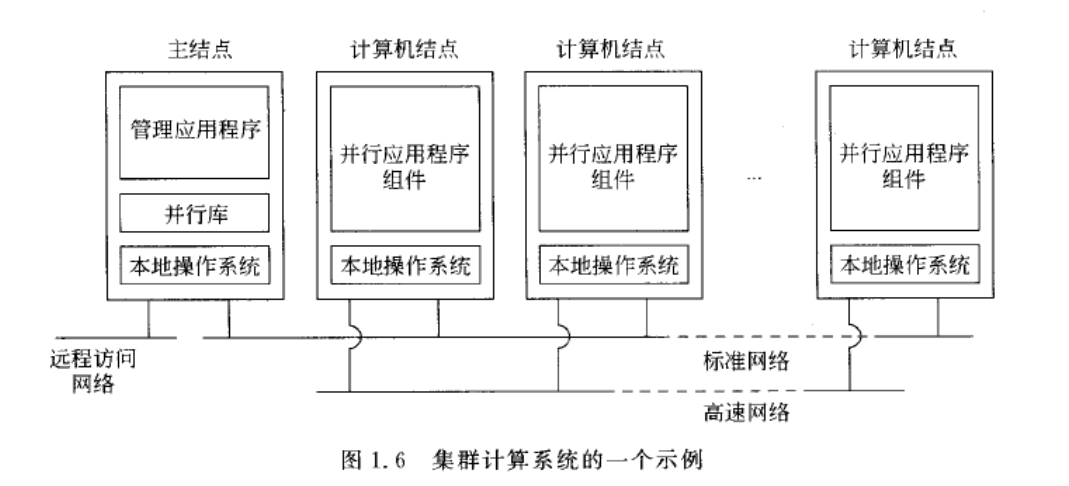 主结点
计算机结点
计算机结点
计算机结点
管理应用程序
并行库
本地操作系统
并行应用程序
组件
本地操作系统
并行应用程序
组件
本地操作系统
...
并行应用程序
组件
本地操作系统
远程访问
网络
标准网络
高速网络
图 1.6 集群计算系统的一个示例